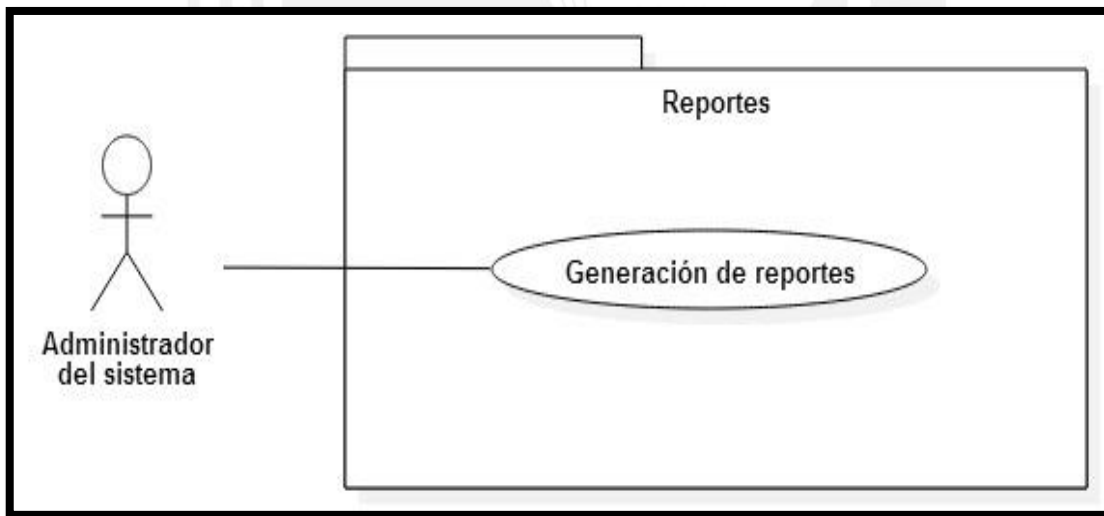 Reportes
Generación de reportes
Administrador
del sistema